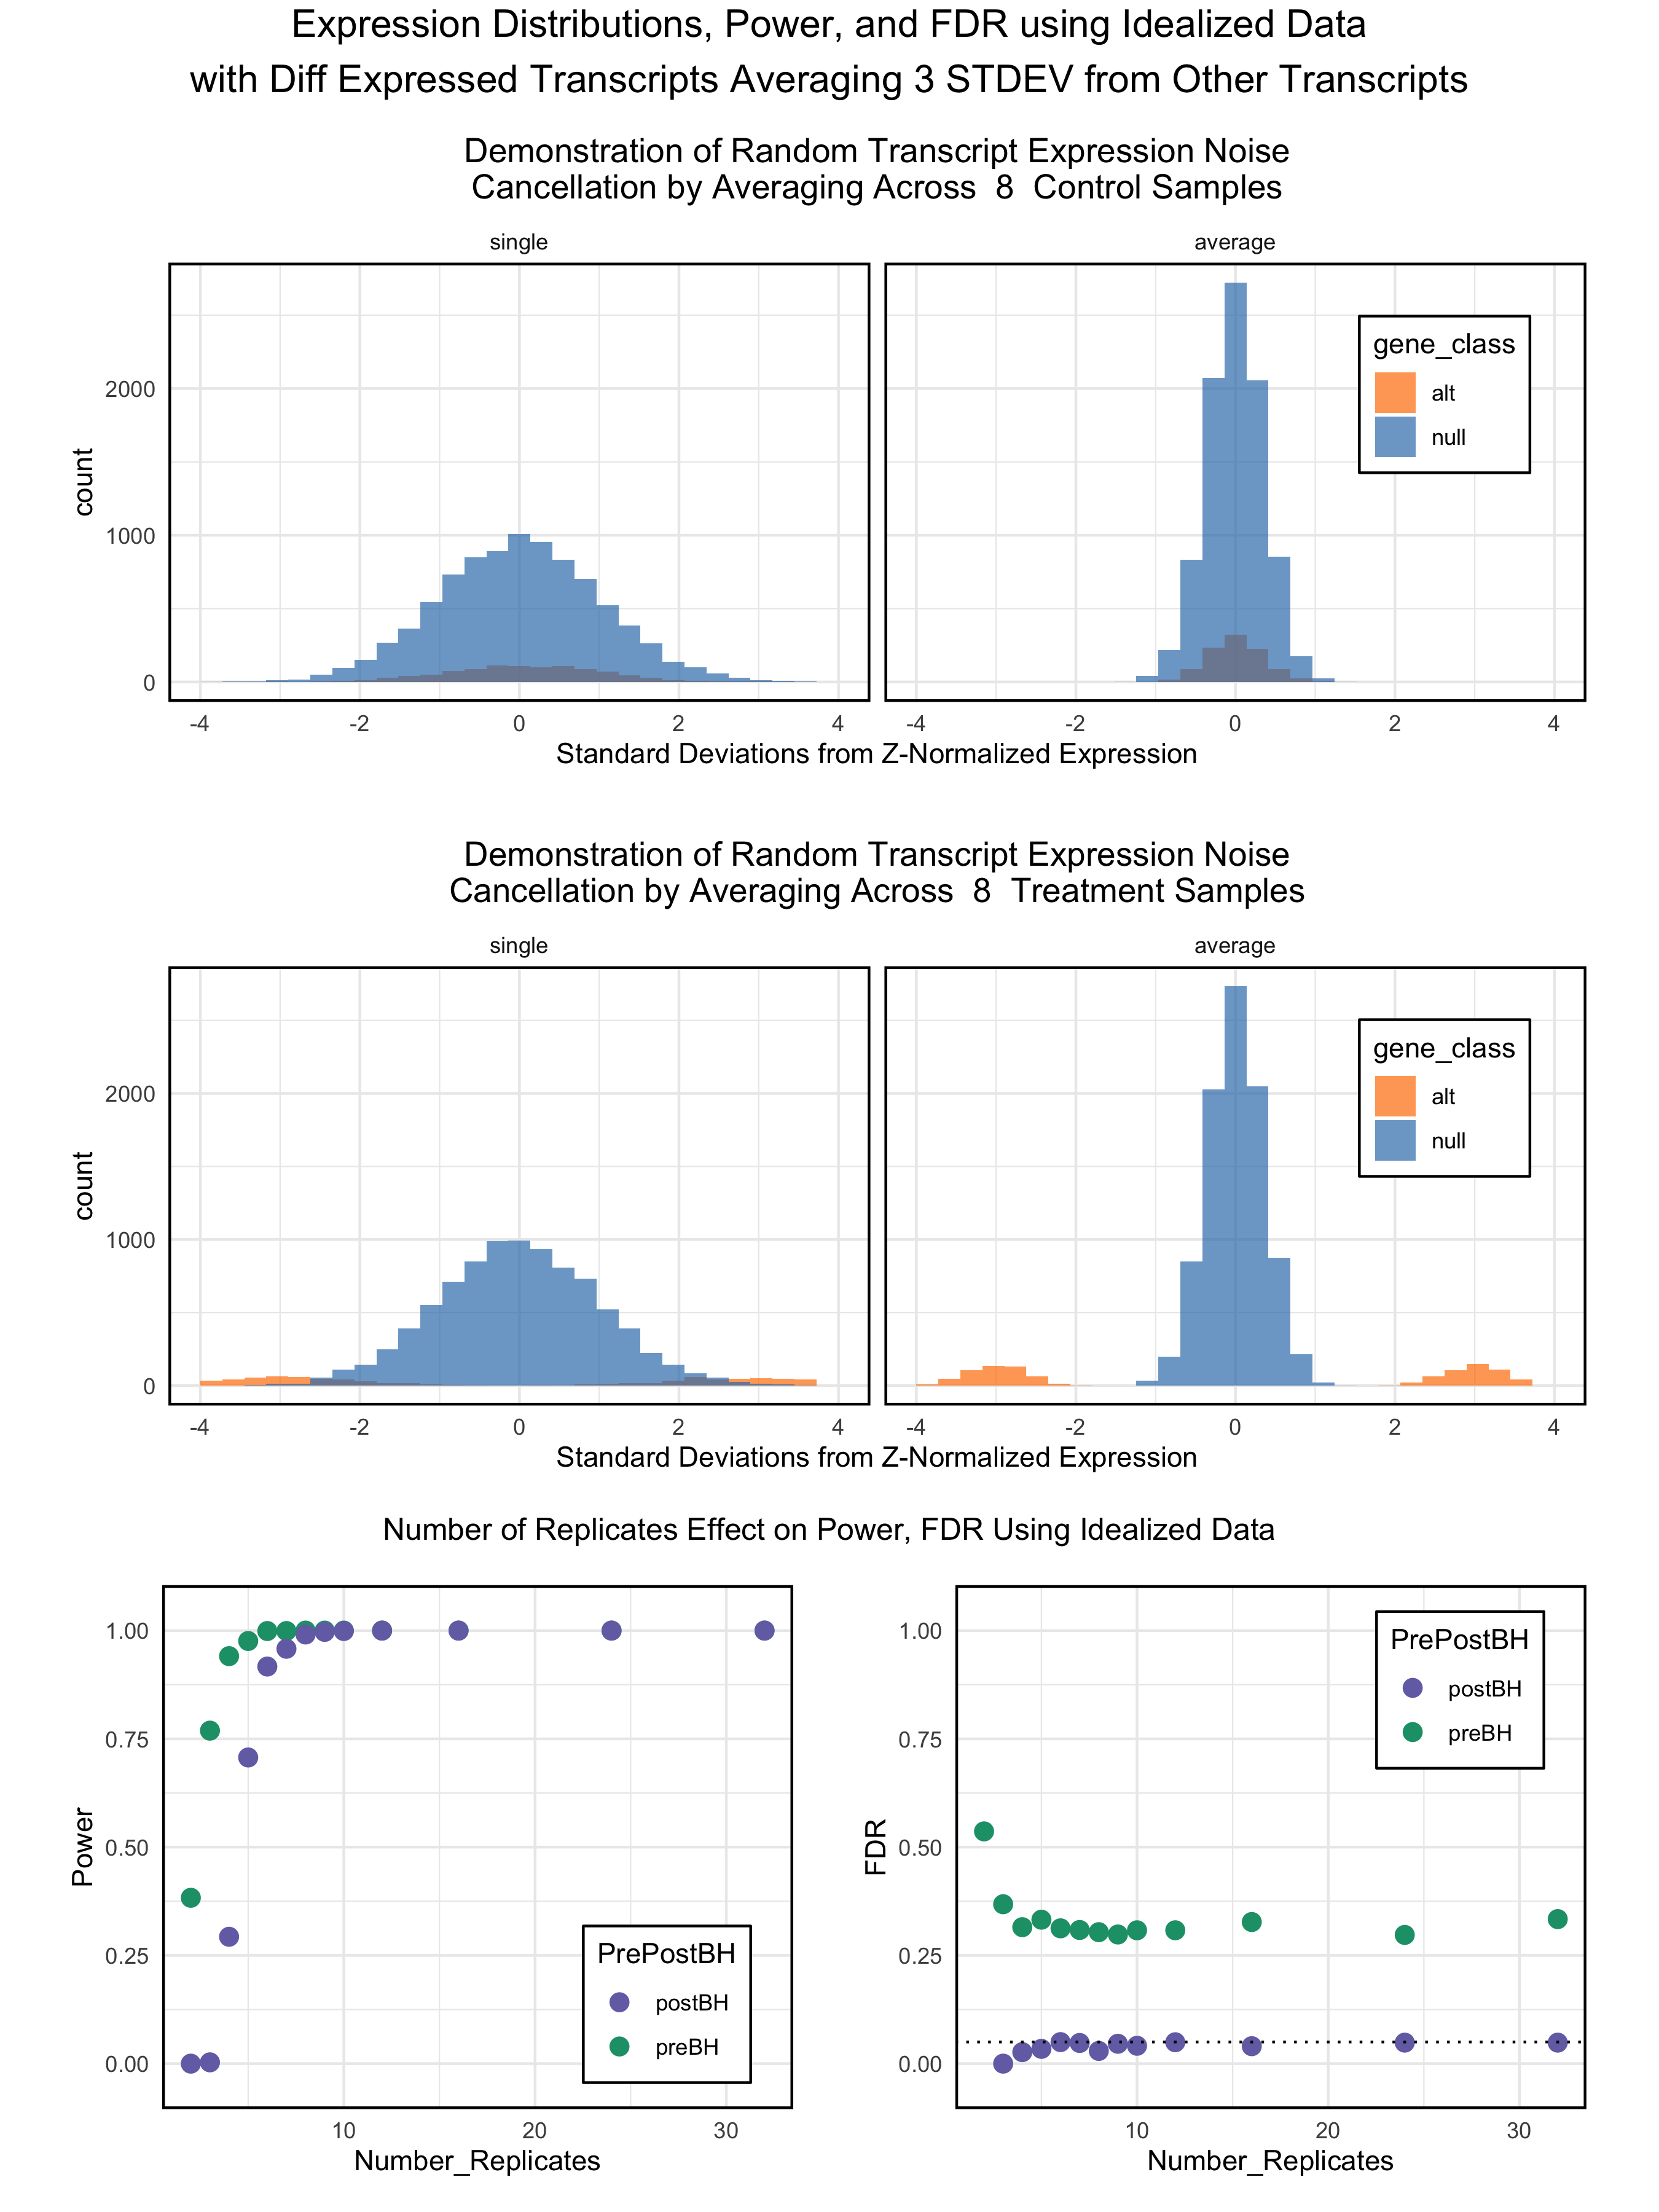 Expression Distributions, Power, and FDR using Idealized Data
with Diff Expressed Transcripts Averaging 3 STDEV from Other Transcripts
Demonstration of Random Transcript Expression Noise
Cancellation by Averaging Across  8  Control Samples
single
average
count
2000
1000
0
gene_class
alt
null
-4 -2 0 2 4
-4 -2 0 2 4
Standard Deviations from Z-Normalized Expression
Demonstration of Random Transcript Expression Noise
Cancellation by Averaging Across  8  Treatment Samples
single
average
count
2000
1000
0
gene_class
alt
null
-4 -2 0 2 4
-4 -2 0 2 4
Standard Deviations from Z-Normalized Expression
Number of Replicates Effect on Power, FDR Using Idealized Data
Power
1.00
0.75
0.50
0.25
0.00
PrePostBH
postBH
preBH
10 20 30
Number_Replicates
FDR
1.00
0.75
0.50
0.25
0.00
PrePostBH
postBH
preBH
10 20 30
Number_Replicates